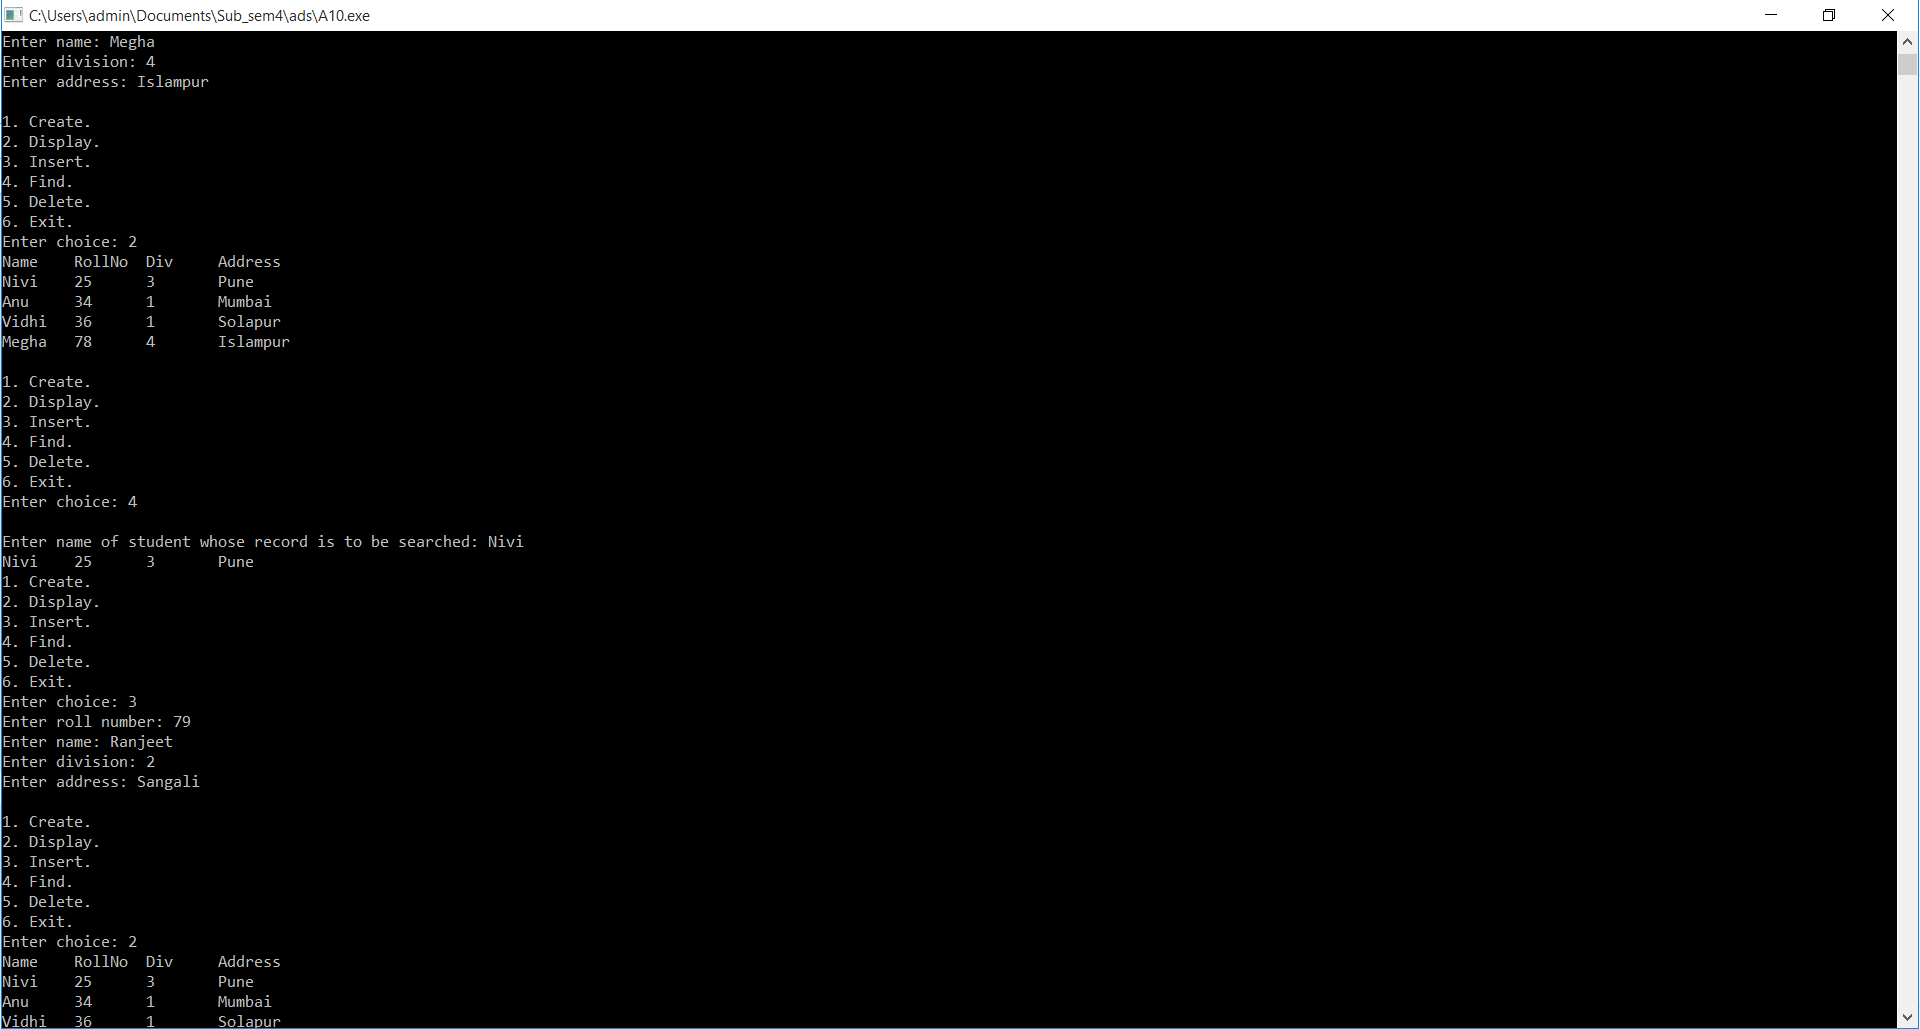 C:\Users\admin\Documents\Sub_sem4\ads\A10.exe
Enter name: Megha
Enter division: 4
Enter address: Islampur
1. Create.
2. Display.
3. Insert.
4. Find.
5. Delete.
6. Exit.
Enter choice: 2
Name RollNo Div Address
Nivi 25 3 Pune
Anu 34 1 Mumbai
Vidhi 36 1 Solapur
Megha 78 4 Islampur
1. Create.
2. Display.
3. Insert.
4. Find.
5. Delete.
6. Exit.
Enter choice: 4
Enter name of student whose record is to be searched: Nivi
Nivi 25 3 Pune
1. Create.
2. Display.
3. Insert.
4. Find.
5. Delete.
6. Exit.
Enter choice: 3
Enter roll number: 79
Enter name: Ranjeet
Enter division: 2
Enter address: Sangali
1. Create.
2. Display.
3. Insert.
4. Find.
5. Delete.
6. Exit.
Enter choice: 2
Name RollNo Div Address
Nivi 25 3 Pune
Anu 34 1 Mumbai
Vidhi 36 1 Solapur